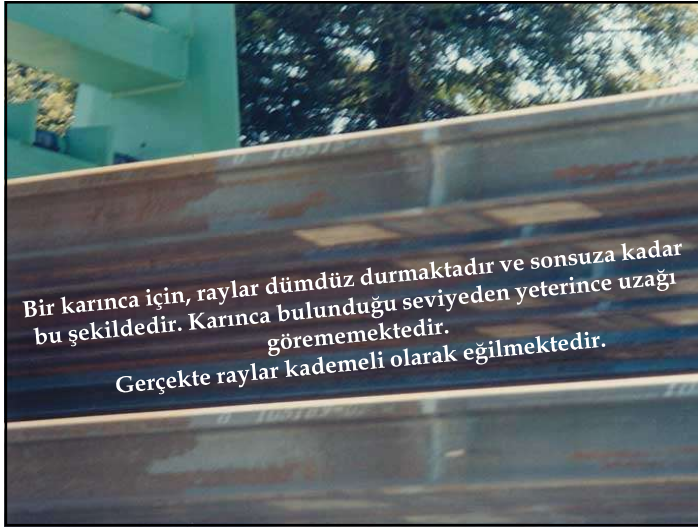 Bir karınca için, raylar dümdüz durmaktadır ve sonsuza kadar
bu şekildedir. Karınca bulunduğu seviyeden yeterince uzağı
görememektedir.
Gerçekte raylar kademeli olarak eğilmektedir.